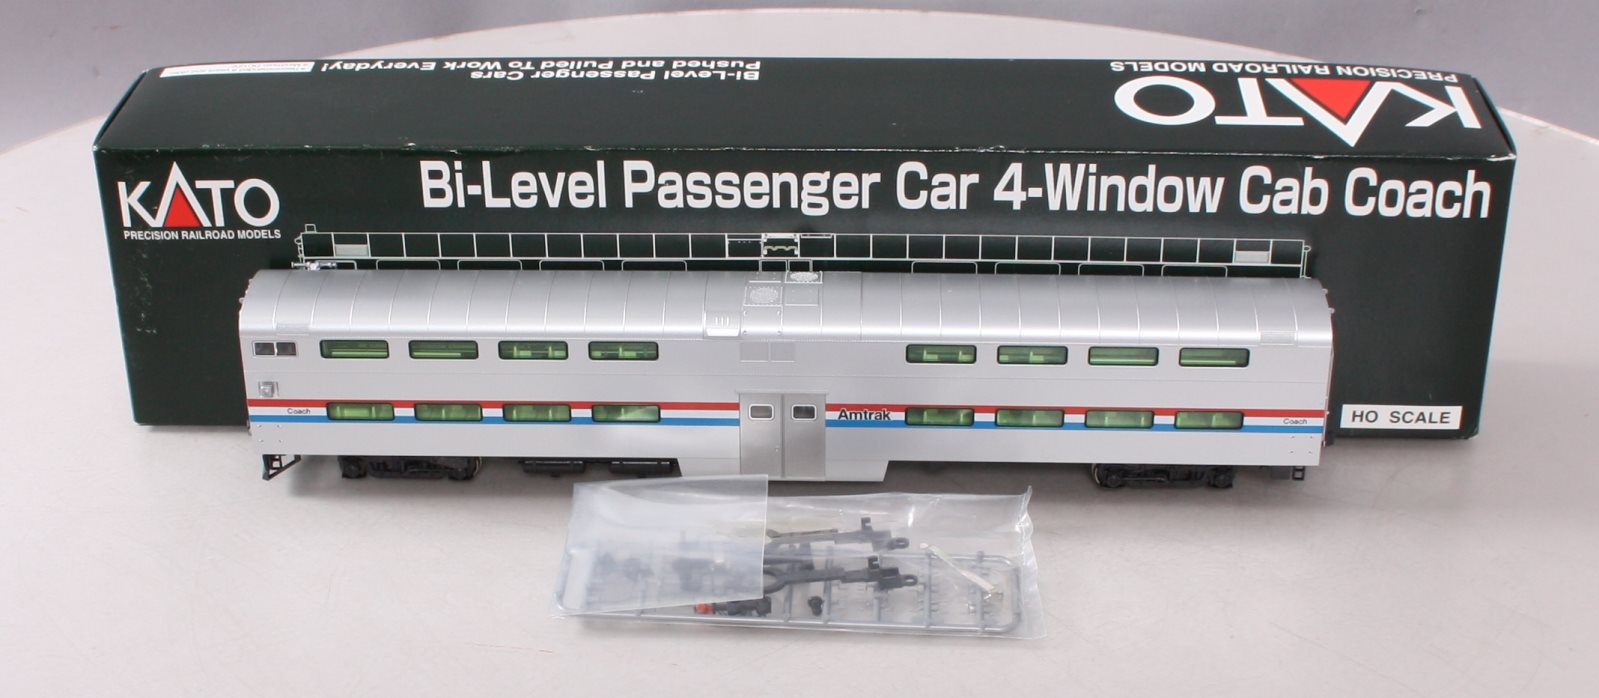 Bi-Level Passenger Cars
Pushed and Pulled To Work Everyday!
KATO
PRECISION RAILROAD MODELS
KATO
PRECISION RAILROAD MODELS
Bi-Level Passenger Car 4-Window Cab Coach
Coach
Amtrak
Coach
HO SCALE